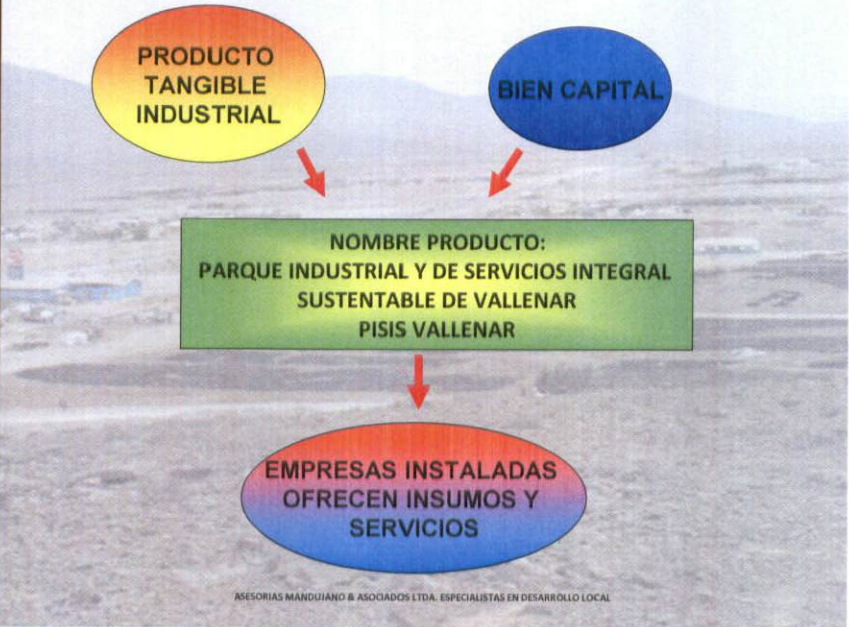 PRODUCTO
TANGIBLE
INDUSTRIAL
BIEN CAPITAL
NOMBRE PRODUCTO:
PARQUE INDUSTRIAL Y DE SERVICIOS INTEGRAL
SUSTENTABLE DE VALLENAR
PISIS VALLENAR
EMPRESAS INSTALADAS
OFRECEN INSUMOS Y
SERVICIOS
ASESORIAS MANDUJANO & ASOCIADOS LTDA. ESPECIALISTAS EN DESARROLLO LOCAL